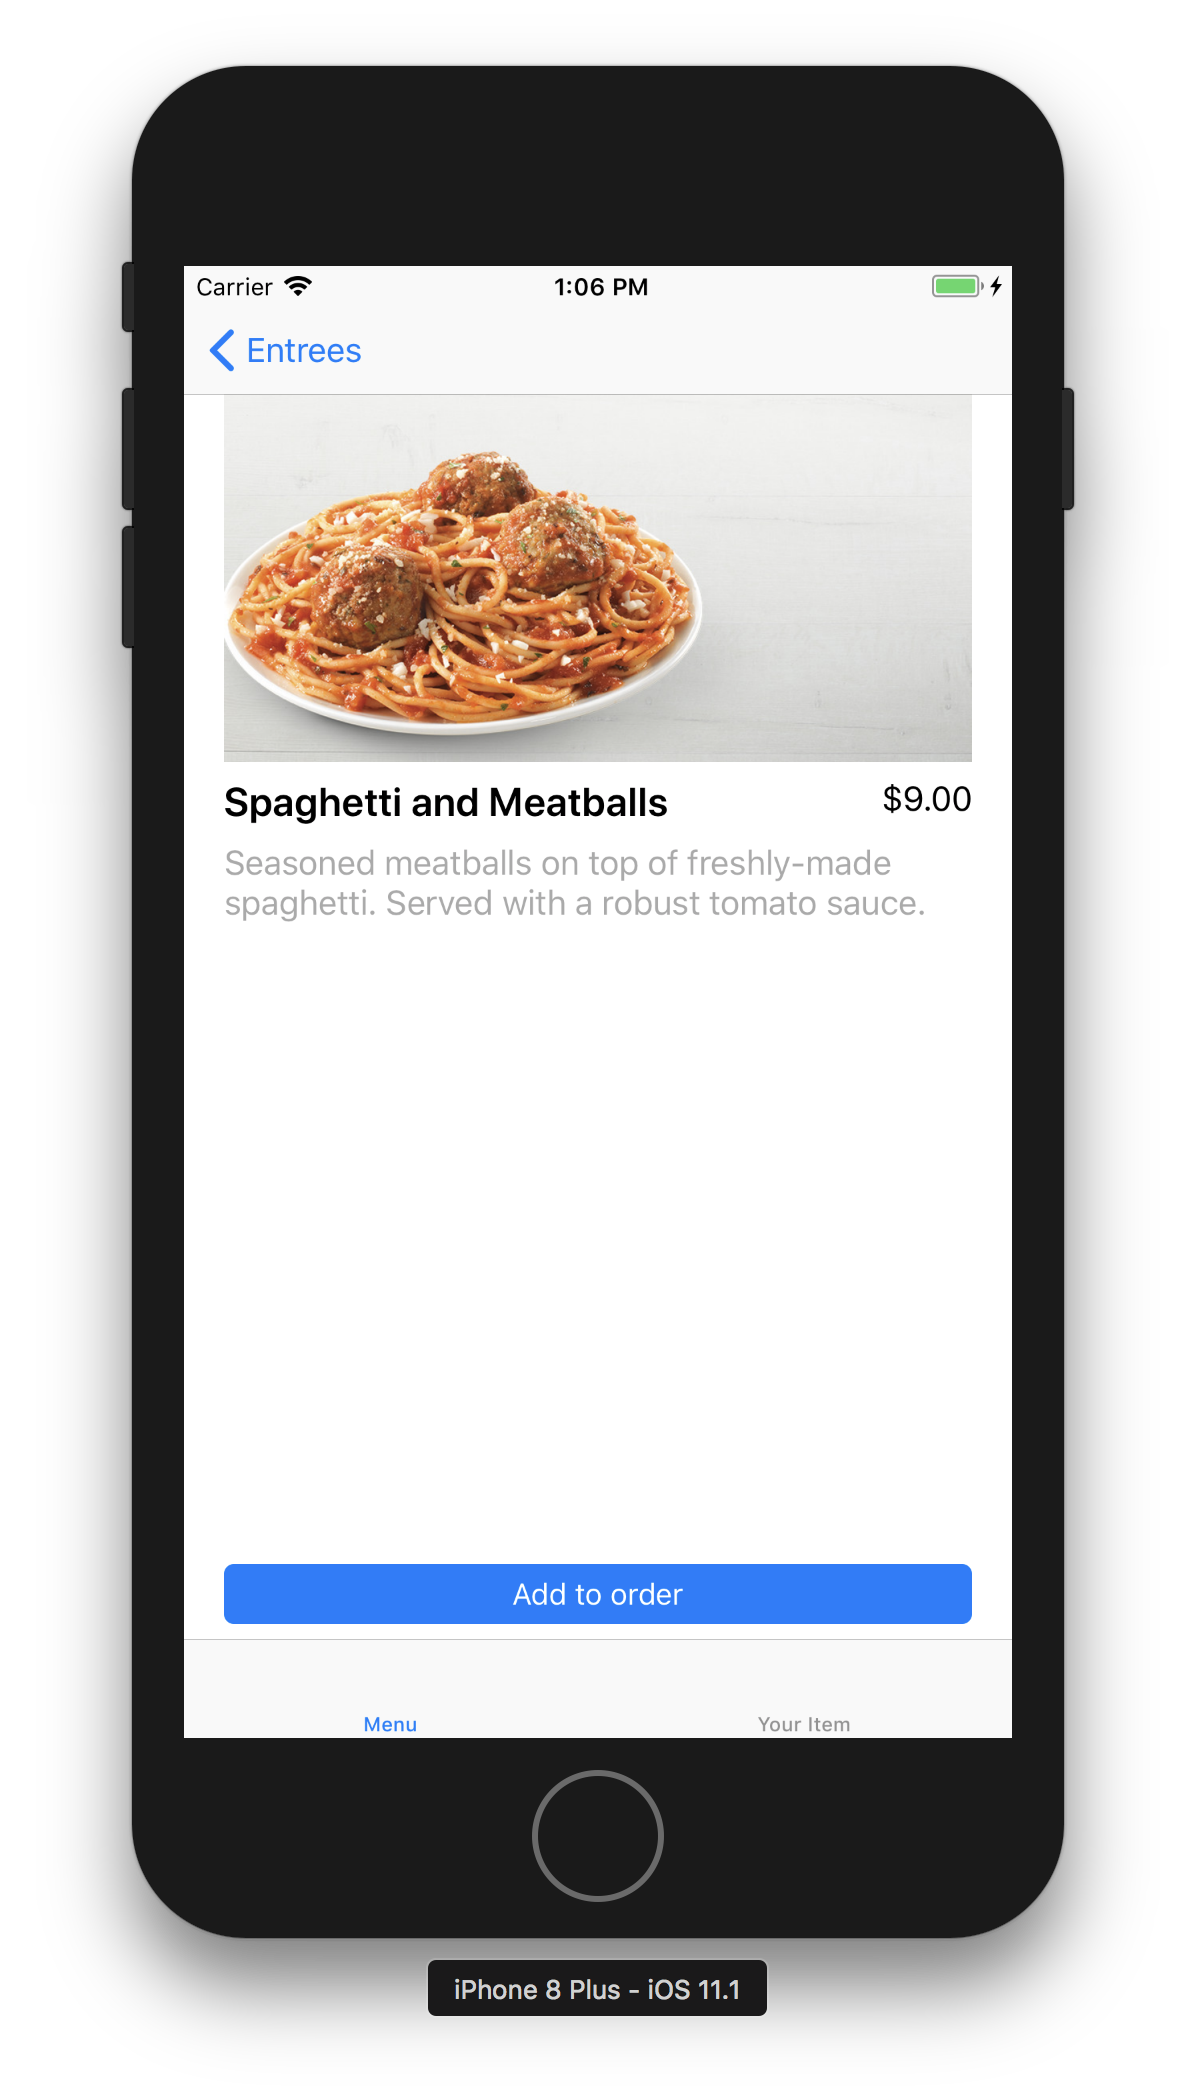 Carrier
1:06 PM
Entrees
Spaghetti and Meatballs
$9.00
Seasoned meatballs on top of freshly-made
spaghetti. Served with a robust tomato sauce.
Add to order
Menu
Your Item
iPhone 8 Plus - iOS 11.1